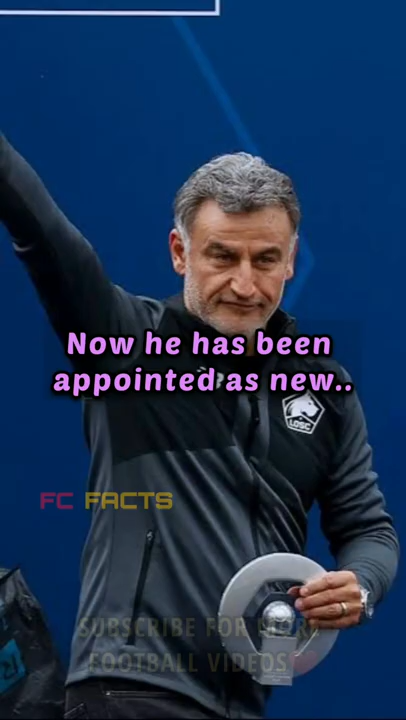 Now he has been
appointed as new..
LOSC
FC FACTS
SUBSCRIBE FOR MORE
FOOTBALL VIDEOS